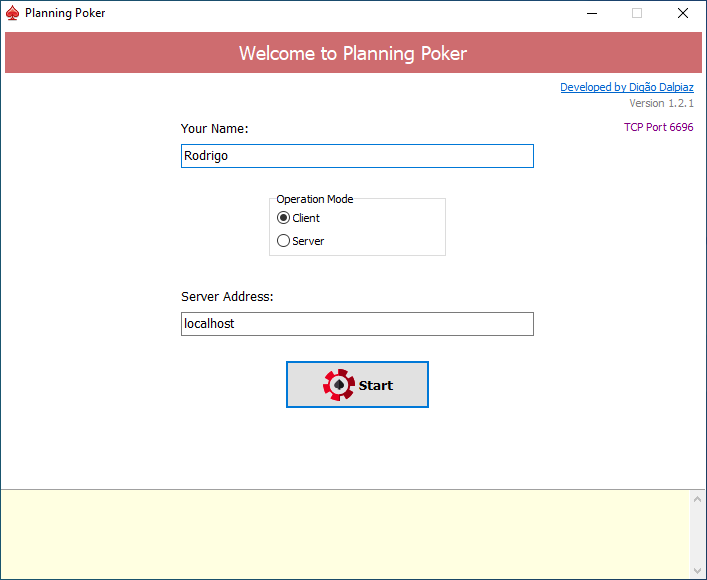 Planning Poker
Welcome to Planning Poker
Developed by Digão Dalpiaz
Version 1.2.1
TCP Port 6696
Your Name:
Rodrigo
Operation Mode
Client
Server
Server Address:
localhost
Start